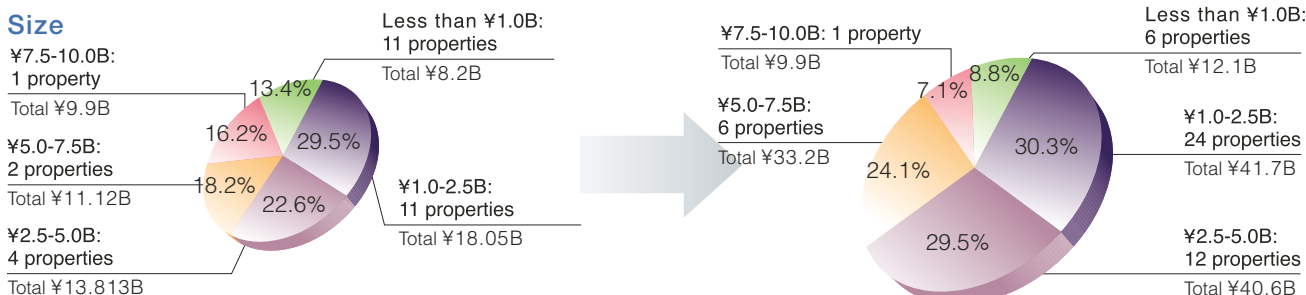 Size
¥7.5-10.0B:
1 property
Total ¥9.9B
¥5.0-7.5B:
2 properties
Total ¥11.12B
¥2.5-5.0B:
4 properties
Total ¥13.813B
Less than ¥1.0B:
11 properties
Total ¥8.2B
¥1.0-2.5B:
11 properties
Total ¥18.05B
13.4%
16.2%
29.5%
18.2%
22.6%
¥7.5-10.0B: 1 property
Total ¥9.9B
¥5.0-7.5B:
6 properties
Total ¥33.2B
Less than ¥1.0B:
6 properties
Total ¥12.1B
¥1.0-2.5B:
24 properties
Total ¥41.7B
¥2.5-5.0B:
12 properties
Total ¥40.6B
8.8%
7.1%
30.3%
24.1%
29.5%